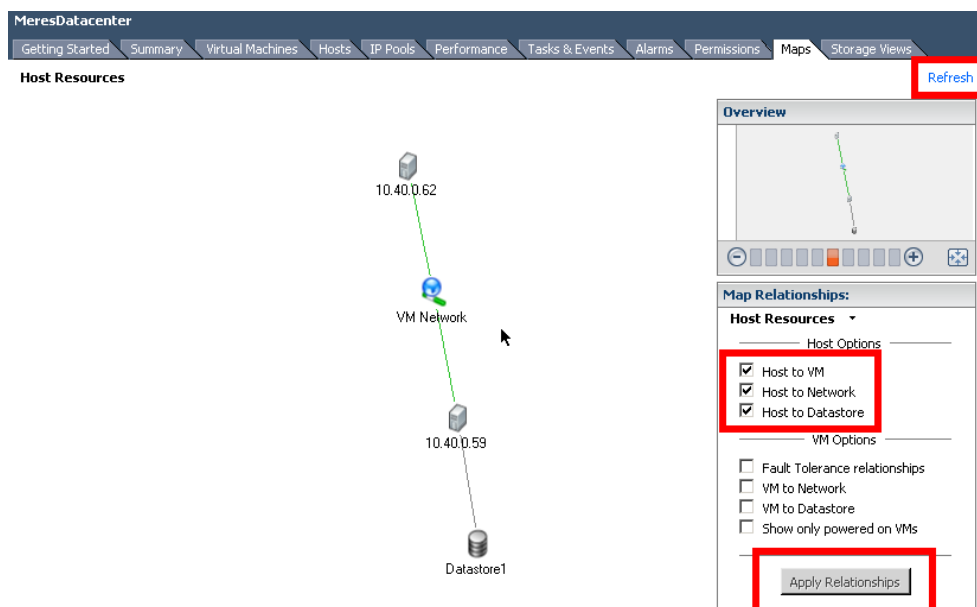 MeresDatacenter
Getting Started Summary Virtual Machines Hosts IP Pools Performance Tasks & Events Alarms Permissions Maps Storage Views
Host Resources
Refresh
10.40.0.62
VM Network
10.40.0.59
Datastore1
Overview
Map Relationships:
Host Resources
Host Options
Host to VM
Host to Network
Host to Datastore
VM Options
Fault Tolerance relationships
VM to Network
VM to Datastore
Show only powered on VMs
Apply Relationships